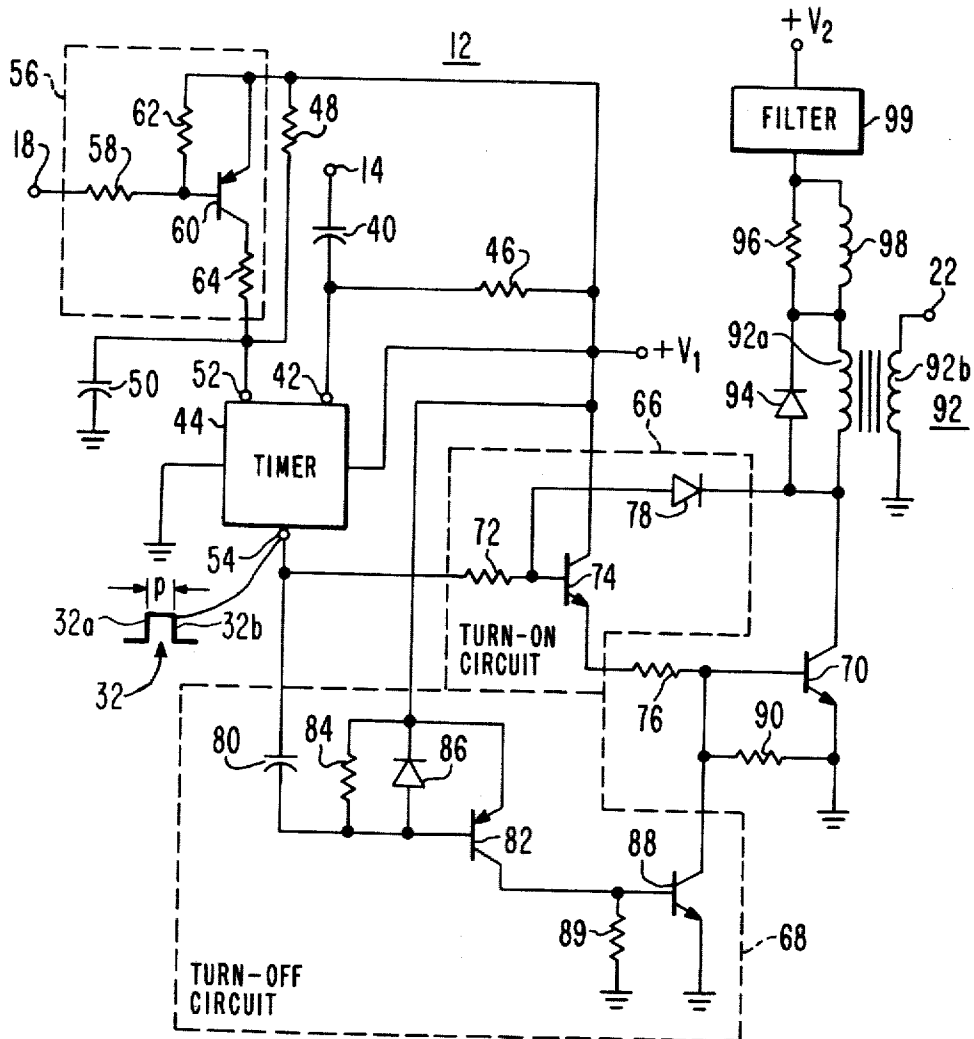 12
+V2
56
62
48
FILTER
99
18
58
14
60
40
96
98
64
46
22
92a
92b
92
52
42
+V1
50
44
66
94
TIMER
78
54
72
74
P
32a
32b
32
TURN-ON
CIRCUIT
70
76
80
84
86
90
82
88
89
68
TURN-OFF
CIRCUIT